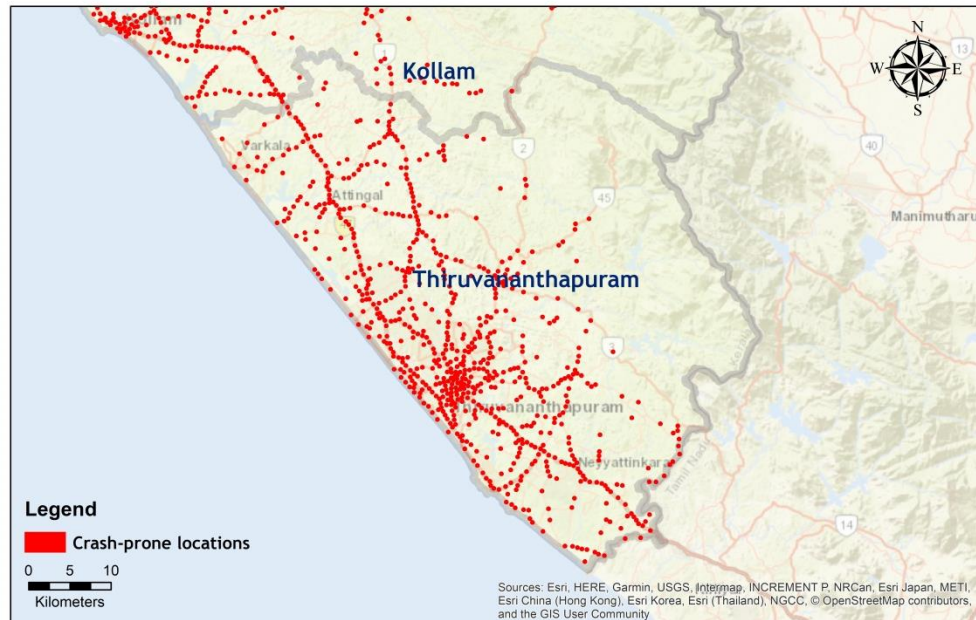 N
W E
S
13
1
Kollam
2
40
Varkala
Attingal
45
Manimutharu
Thiruvananthapuram
3
Neyyattinkara
Tamil Nadu
14
Legend
Crash-prone locations
0 5 10
Kilometers
Sources: Esri, HERE, Garmin, USGS, Intermap, INCREMENT P, NRCan, Esri Japan, METI,
Esri China (Hong Kong), Esri Korea, Esri (Thailand), NGCC, © OpenStreetMap contributors,
and the GIS User Community